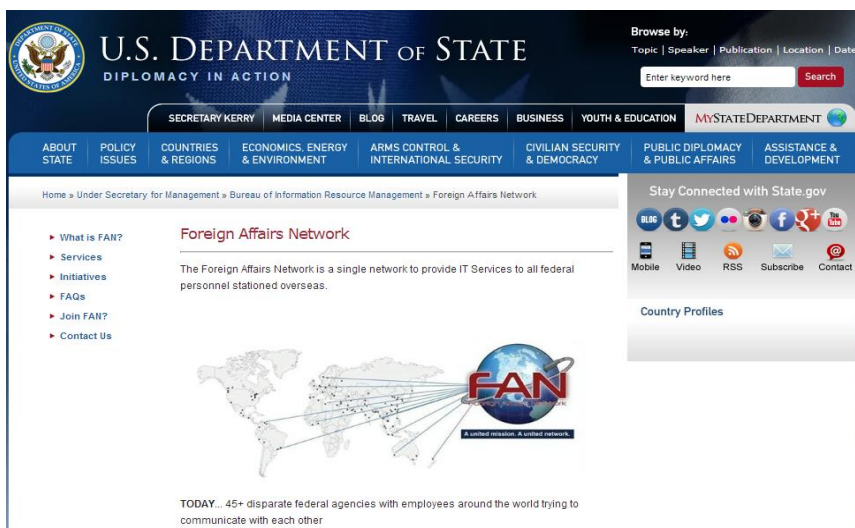 U.S. DEPARTMENT OF STATE
DIPLOMACY IN ACTION
Browse by:
Topic | Speaker | Publication | Location | Date
Enter keyword here
Search
SECRETARY KERRY
MEDIA CENTER
BLOG
TRAVEL
CAREERS
BUSINESS
YOUTH & EDUCATION
MYSTATEDEPARTMENT
ABOUT
STATE
POLICY
ISSUES
COUNTRIES
& REGIONS
ECONOMICS, ENERGY
& ENVIRONMENT
ARMS CONTROL &
INTERNATIONAL SECURITY
CIVILIAN SECURITY
& DEMOCRACY
PUBLIC DIPLOMACY
& PUBLIC AFFAIRS
ASSISTANCE &
DEVELOPMENT
Home » Under Secretary for Management » Bureau of Information Resource Management » Foreign Affairs Network
What is FAN?
Services
Initiatives
FAQs
Join FAN?
Contact Us
Foreign Affairs Network
The Foreign Affairs Network is a single network to provide IT Services to all federal
personnel stationed overseas.
FAN
A united mission. A united network.
TODAY... 45+ disparate federal agencies with employees around the world trying to
communicate with each other
Stay Connected with State.gov
BLOG
You
Tube
Mobile
Video
RSS
Subscribe
Contact
Country Profiles